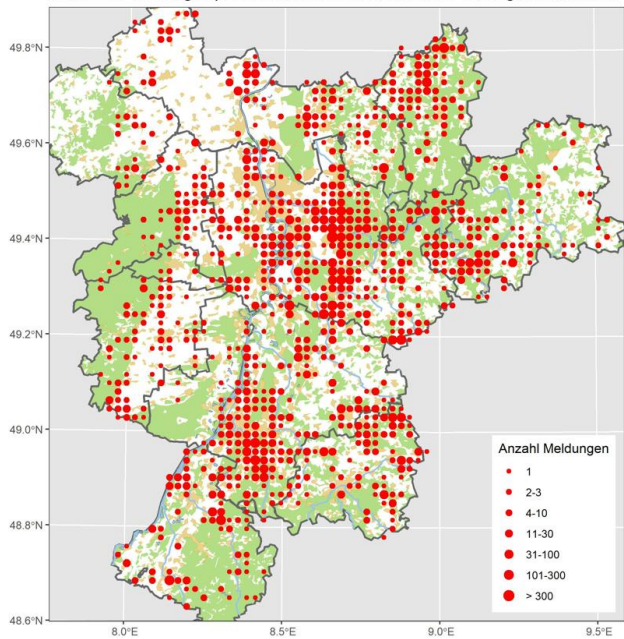 49.8°N
49.6°N
49.4°N
49.2°N
49.0°N
48.8°N
48.6°N
Anzahl Meldungen
1
2-3
4-10
11-30
31-100
101-300
> 300
8.0°E 8.5°E 9.0°E 9.5°E